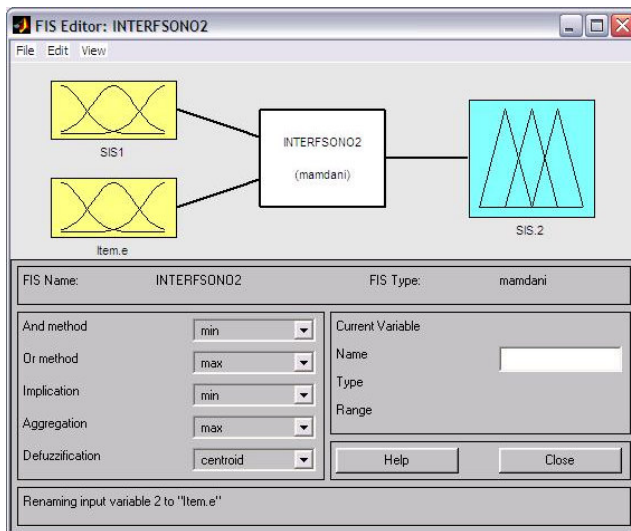 FIS Editor: INTERFSONO2
File Edit View
SIS1
Item.e
INTERFSONO2
(mamdani)
SIS.2
FIS Name: INTERFSONO2 FIS Type: mamdani
And method min
Or method max
Implication min
Aggregation max
Defuzzification centroid
Current Variable
Name
Type
Range
Help Close
Renaming input variable 2 to "Item.e"